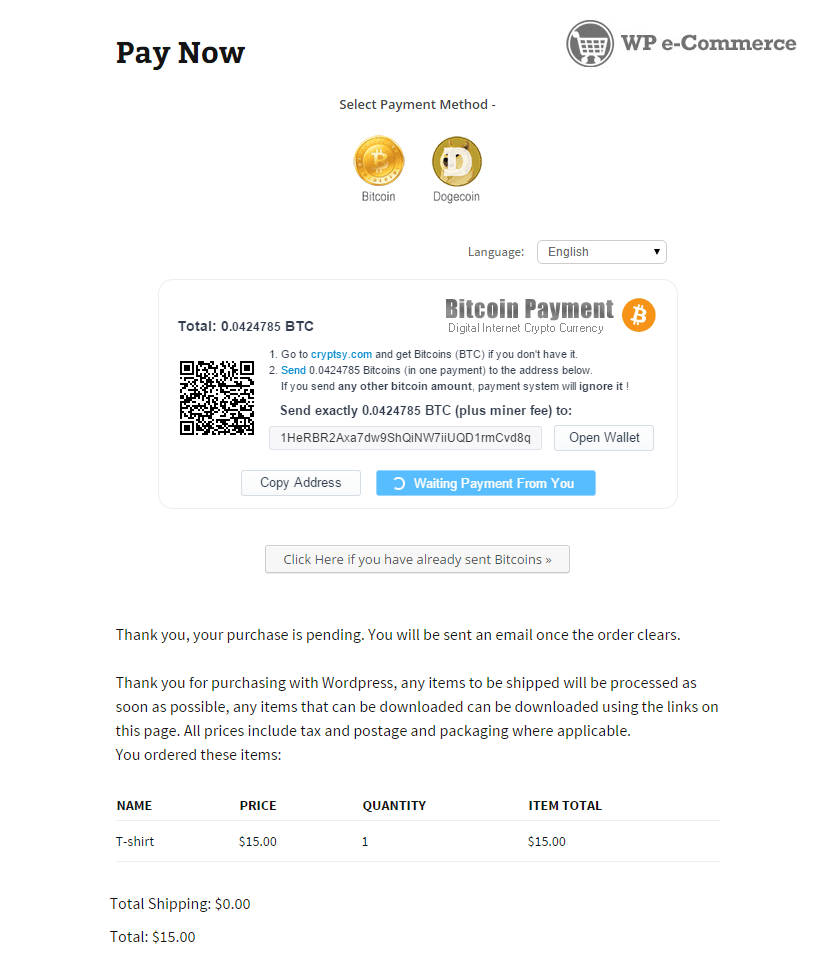 Pay Now
WP e-Commerce
Select Payment Method -
Bitcoin
Dogecoin
Language:
English
Total: 0.0424785 BTC
Bitcoin Payment
Digital Internet Crypto Currency
1. Go to cryptsy.com and get Bitcoins (BTC) if you don't have it.
2. Send 0.0424785 Bitcoins (in one payment) to the address below.
If you send any other bitcoin amount, payment system will ignore it !
Send exactly 0.0424785 BTC (plus miner fee) to:
1HeRBR2Axa7dw9ShQiNW7iiUQD1rmCvd8q
Open Wallet
Copy Address
Waiting Payment From You
Click Here if you have already sent Bitcoins »
Thank you, your purchase is pending. You will be sent an email once the order clears.
Thank you for purchasing with Wordpress, any items to be shipped will be processed as
soon as possible, any items that can be downloaded can be downloaded using the links on
this page. All prices include tax and postage and packaging where applicable.
You ordered these items:
NAME PRICE QUANTITY ITEM TOTAL
T-shirt $15.00 1 $15.00
Total Shipping: $0.00
Total: $15.00